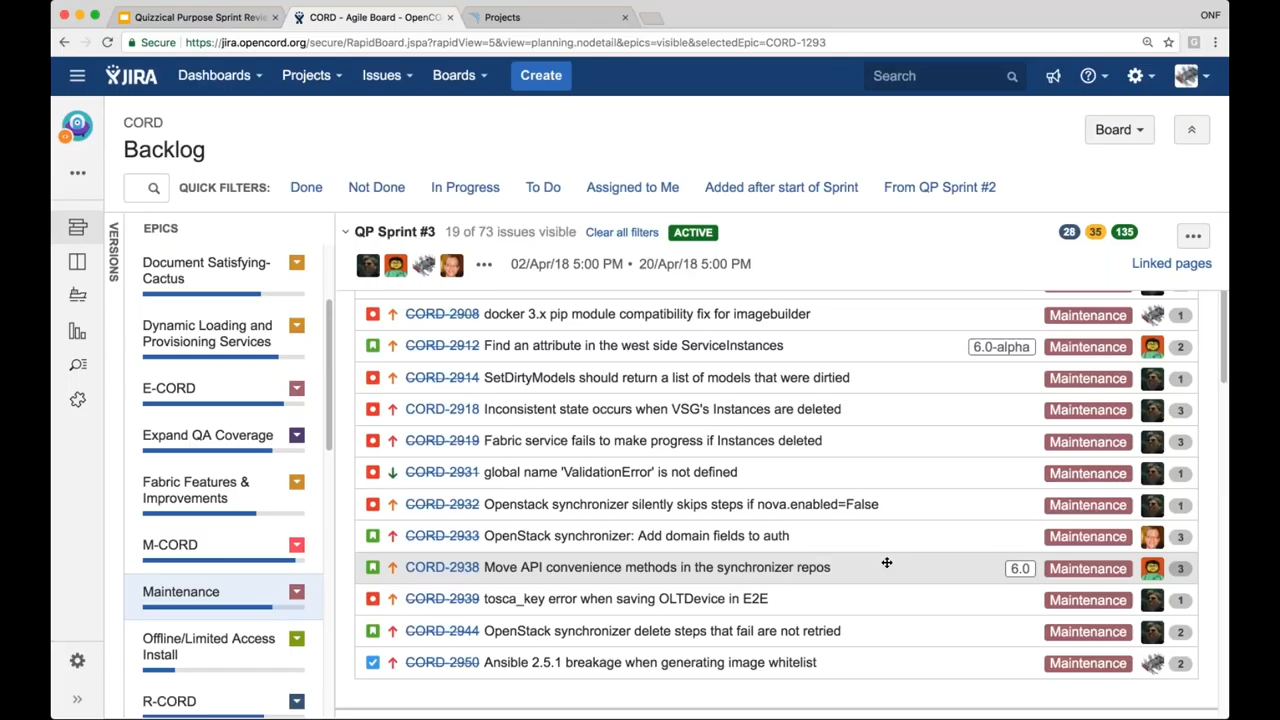 Quizzical Purpose Sprint Revie
CORD - Agile Board - OpenCO
Projects
ONF
Secure
https://jira.opencord.org/secure/RapidBoard.jspa?rapidView=5&view=planning.nodetail&epics=visible&selectedEpic=CORD-1293
JIRA
Dashboards
Projects
Issues
Boards
Create
Search
CORD
Backlog
Board
QUICK FILTERS:
Done
Not Done
In Progress
To Do
Assigned to Me
Added after start of Sprint
From QP Sprint #2
VERSIONS
EPICS
Document Satisfying-
Cactus
Dynamic Loading and
Provisioning Services
E-CORD
Expand QA Coverage
Fabric Features &
Improvements
M-CORD
Maintenance
Offline/Limited Access
Install
R-CORD
QP Sprint #3 19 of 73 issues visible Clear all filters ACTIVE 28 35 135
02/Apr/18 5:00 PM • 20/Apr/18 5:00 PM
Linked pages
CORD-2908 docker 3.x pip module compatibility fix for imagebuilder Maintenance 1
CORD-2912 Find an attribute in the west side ServiceInstances 6.0-alpha Maintenance 2
CORD-2914 SetDirtyModels should return a list of models that were dirtied Maintenance 1
CORD-2918 Inconsistent state occurs when VSG's Instances are deleted Maintenance 3
CORD-2919 Fabric service fails to make progress if Instances deleted Maintenance 3
CORD-2931 global name 'ValidationError' is not defined Maintenance 1
CORD-2932 Openstack synchronizer silently skips steps if nova.enabled=False Maintenance 1
CORD-2933 OpenStack synchronizer: Add domain fields to auth Maintenance 3
CORD-2938 Move API convenience methods in the synchronizer repos 6.0 Maintenance 3
CORD-2939 tosca_key error when saving OLTDevice in E2E Maintenance 1
CORD-2944 OpenStack synchronizer delete steps that fail are not retried Maintenance 2
CORD-2950 Ansible 2.5.1 breakage when generating image whitelist Maintenance 2